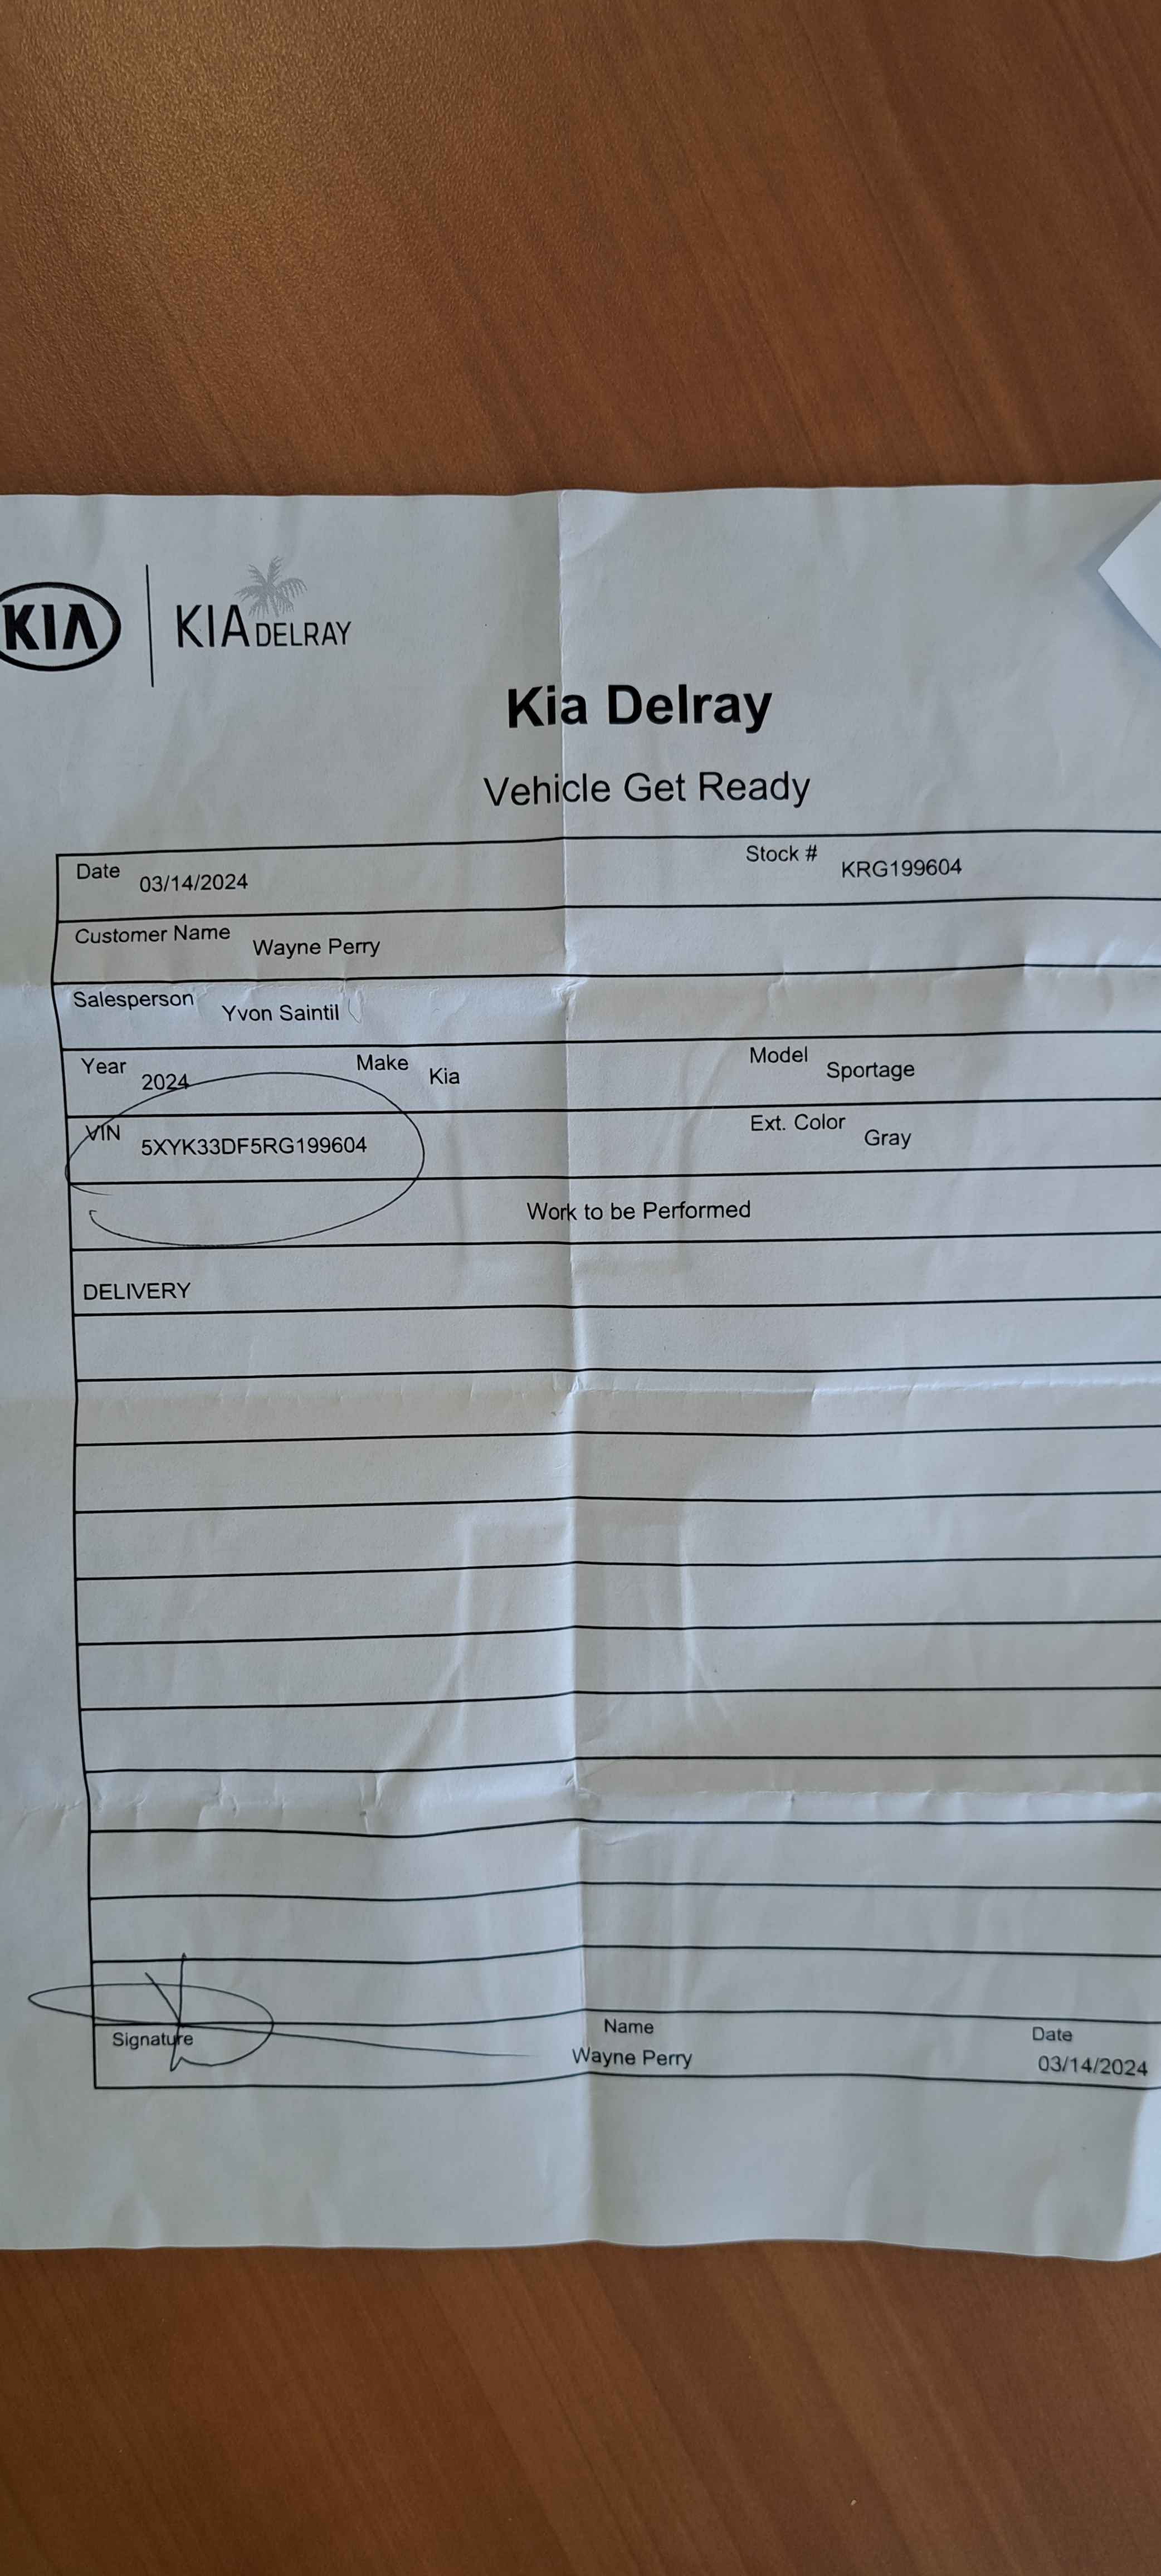 KIA KIA DELRAY
Kia Delray
Vehicle Get Ready
Date 03/14/2024 Stock # KRG199604
Customer Name Wayne Perry
Salesperson Yvon Saintil
Year 2024 Make Kia Model Sportage
VIN 5XYK33DF5RG199604 Ext. Color Gray
Work to be Performed
DELIVERY
Signature Name Wayne Perry Date 03/14/2024